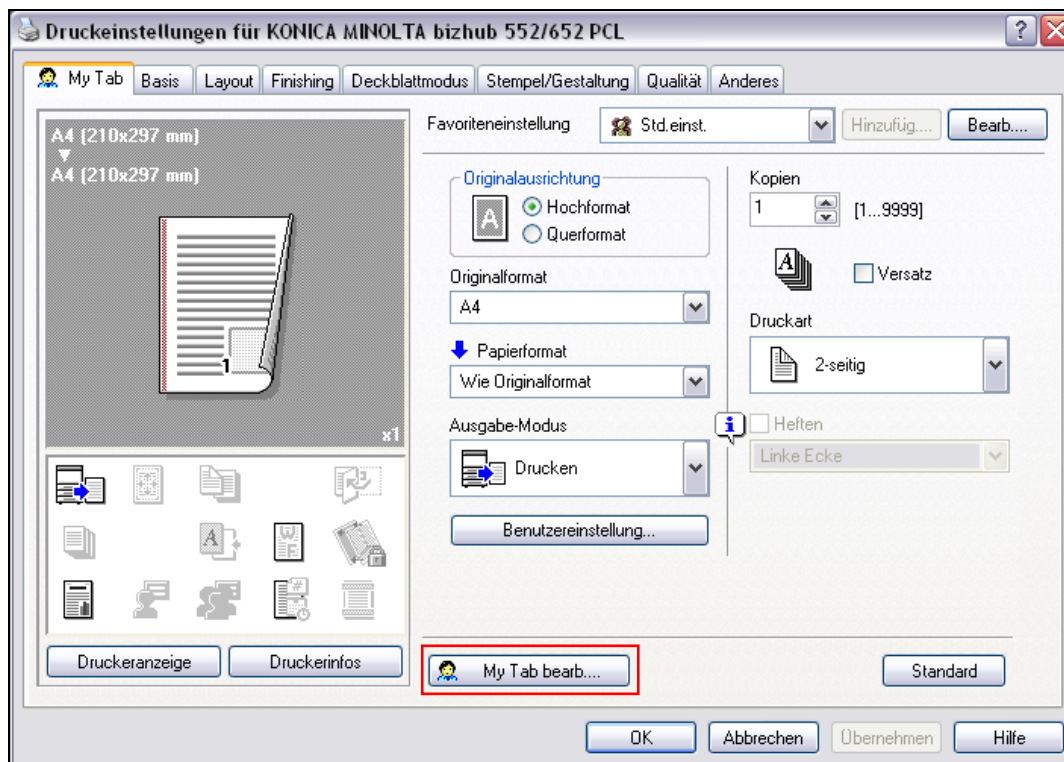 Druckeinstellungen für KONICA MINOLTA bizhub 552/652 PCL
My Tab Basis Layout Finishing Deckblattmodus Stempel/Gestaltung Qualität Anderes
A4 (210x297 mm)
A4 (210x297 mm)
1
x1
Druckeranzeige Druckerinfos
Favoriteneinstellung Std.einst. Hinzufüg.... Bearb....
Originalausrichtung
A
Hochformat
Querformat
Originalformat
A4
Papierformat
Wie Originalformat
Ausgabe-Modus
Drucken
Benutzereinstellung...
Kopien
1 [1...9999]
A
Versatz
Druckart
2-seitig
Heften
Linke Ecke
My Tab bearb.... Standard
OK Abbrechen Übernehmen Hilfe